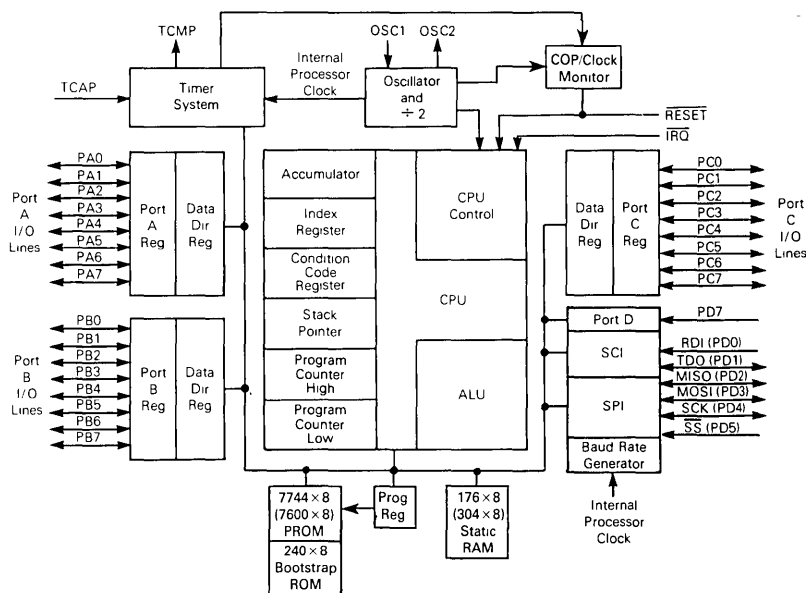 TCMP
OSC1
OSC2
TCAP
Timer
System
Internal
Processor
Clock
Oscillator
and
÷ 2
COP/Clock
Monitor
RESET
IRQ
Port
A
I/O
Lines
PA0
PA1
PA2
PA3
PA4
PA5
PA6
PA7
Port
A
Reg
Data
Dir
Reg
Port
B
I/O
Lines
PB0
PB1
PB2
PB3
PB4
PB5
PB6
PB7
Port
B
Reg
Data
Dir
Reg
Accumulator
Index
Register
Condition
Code
Register
Stack
Pointer
Program
Counter
High
Program
Counter
Low
CPU
Control
CPU
ALU
Data
Dir
Reg
Port
C
Reg
PC0
PC1
PC2
PC3
PC4
PC5
PC6
PC7
Port
C
I/O
Lines
Port D
SCI
SPI
Baud Rate
Generator
PD7
RDI (PD0)
TDO (PD1)
MISO (PD2)
MOSI (PD3)
SCK (PD4)
SS (PD5)
Internal
Processor
Clock
7744 × 8
(7600 × 8)
PROM
240 × 8
Bootstrap
ROM
Prog
Reg
176 × 8
(304 × 8)
Static
RAM